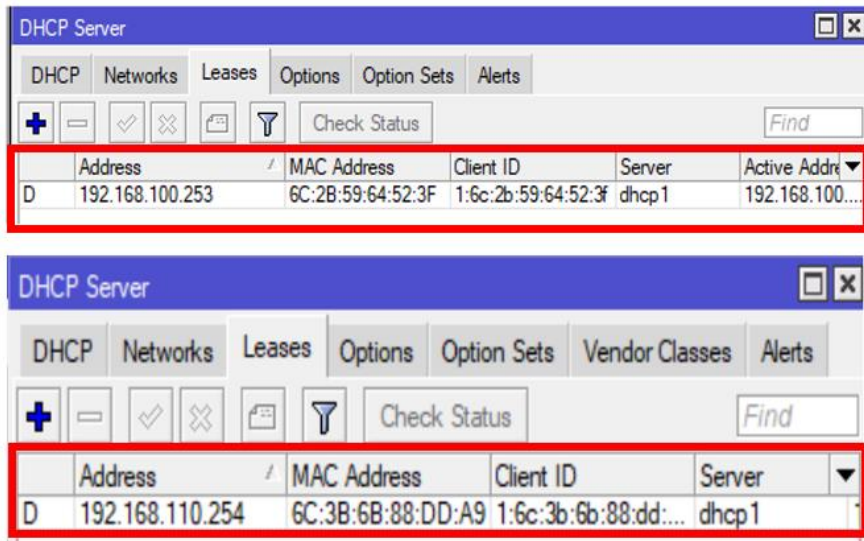 DHCP Server
DHCP Networks Leases Options Option Sets Alerts
Check Status Find
Address MAC Address Client ID Server Active Addre
D 192.168.100.253 6C:2B:59:64:52:3F 1:6c:2b:59:64:52:3f dhcp1 192.168.100....
DHCP Server
DHCP Networks Leases Options Option Sets Vendor Classes Alerts
Check Status Find
Address MAC Address Client ID Server
D 192.168.110.254 6C:3B:6B:88:DD:A9 1:6c:3b:6b:88:dd:... dhcp1